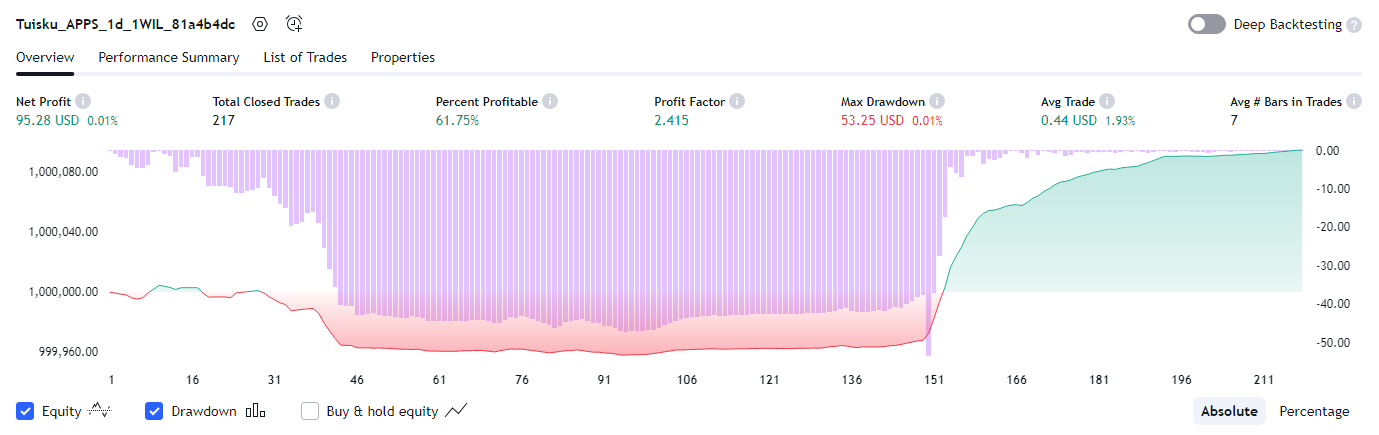 Tuisku_APPS_1d_1WIL_81a4b4dc Deep Backtesting ?
Overview Performance Summary List of Trades Properties
Net Profit i Total Closed Trades i Percent Profitable i Profit Factor i Max Drawdown i Avg Trade i Avg # Bars in Trades i
95.28 USD 0.01% 217 61.75% 2.415 53.25 USD 0.01% 0.44 USD 1.93% 7
0.00
1,000,080.00
-10.00
1,000,040.00 -20.00
-30.00
1,000,000.00
-40.00
-50.00
999,960.00
1 16 31 46 61 76 91 106 121 136 151 166 181 196 211
Equity Drawdown Buy & hold equity Absolute Percentage